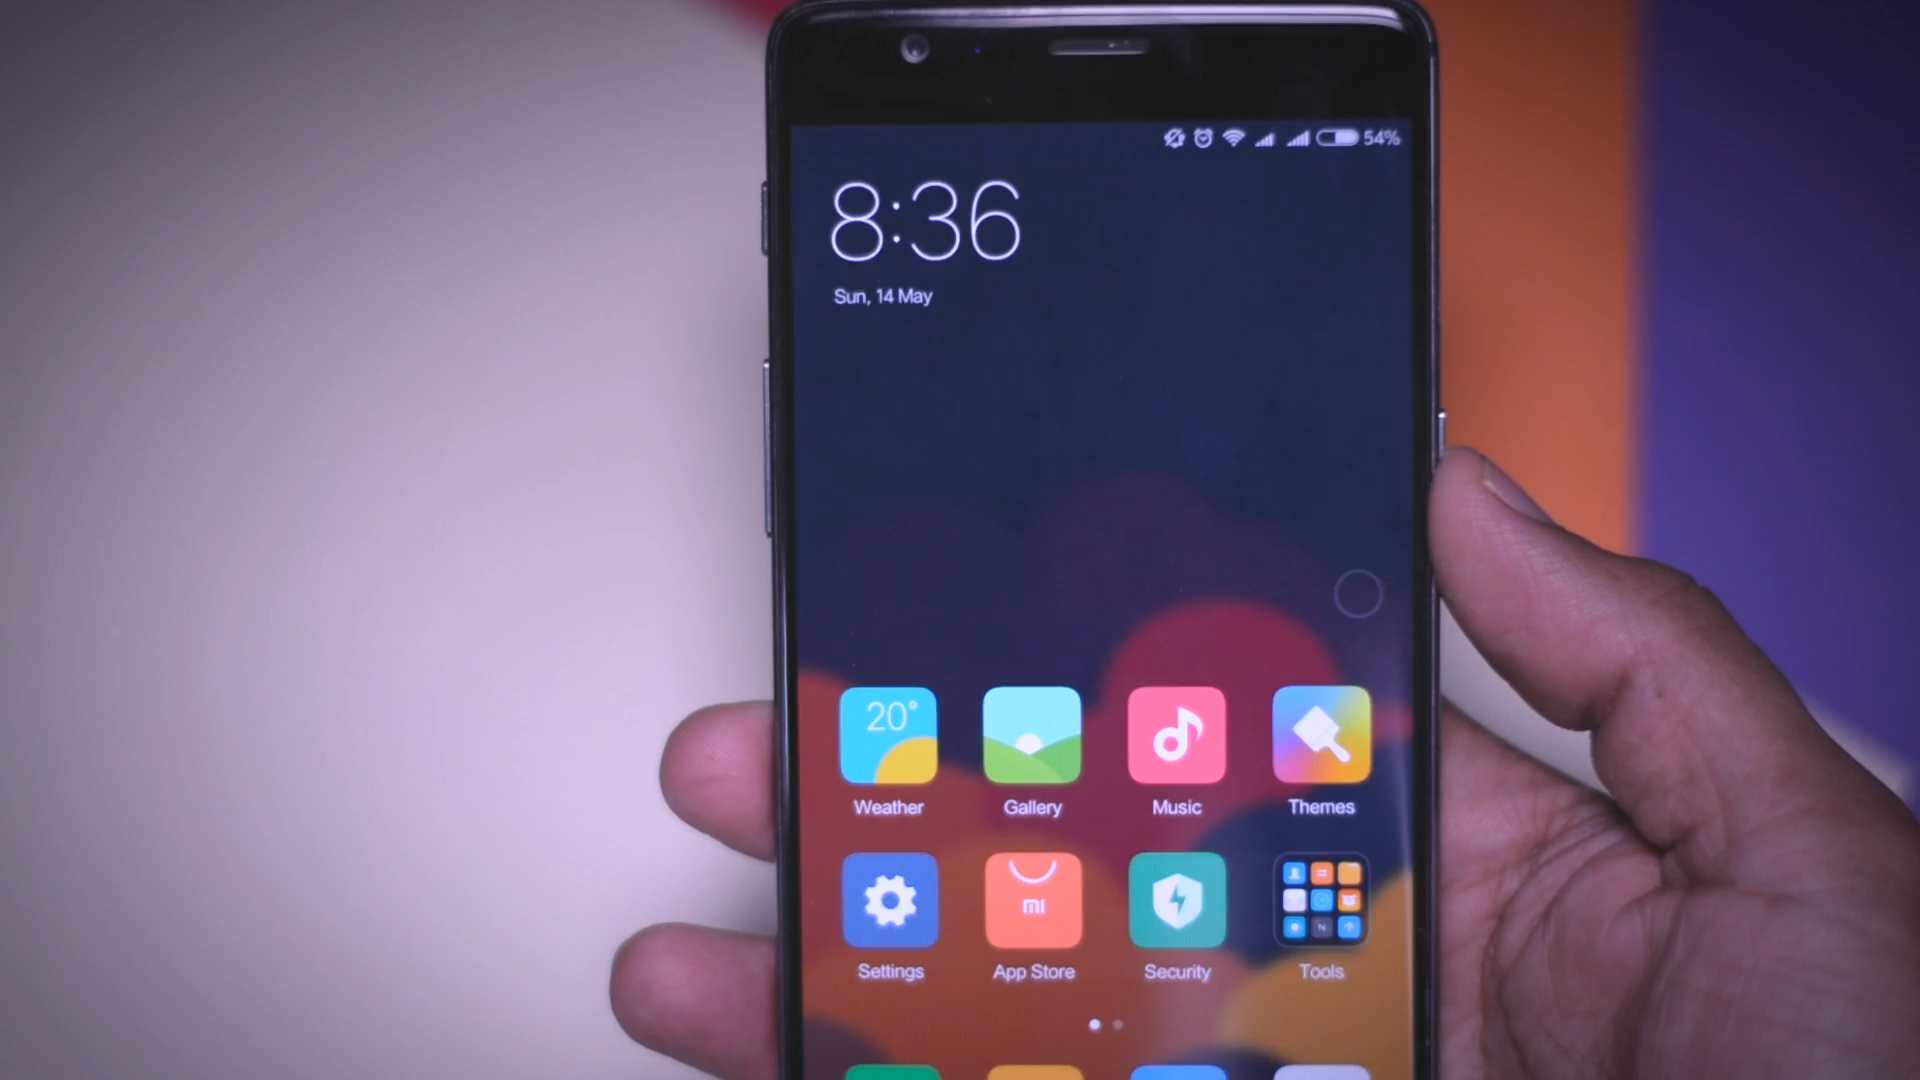 54%
8:36
Sun, 14 May
20°
Weather
Gallery
Music
Themes
mi
Settings
App Store
Security
Tools